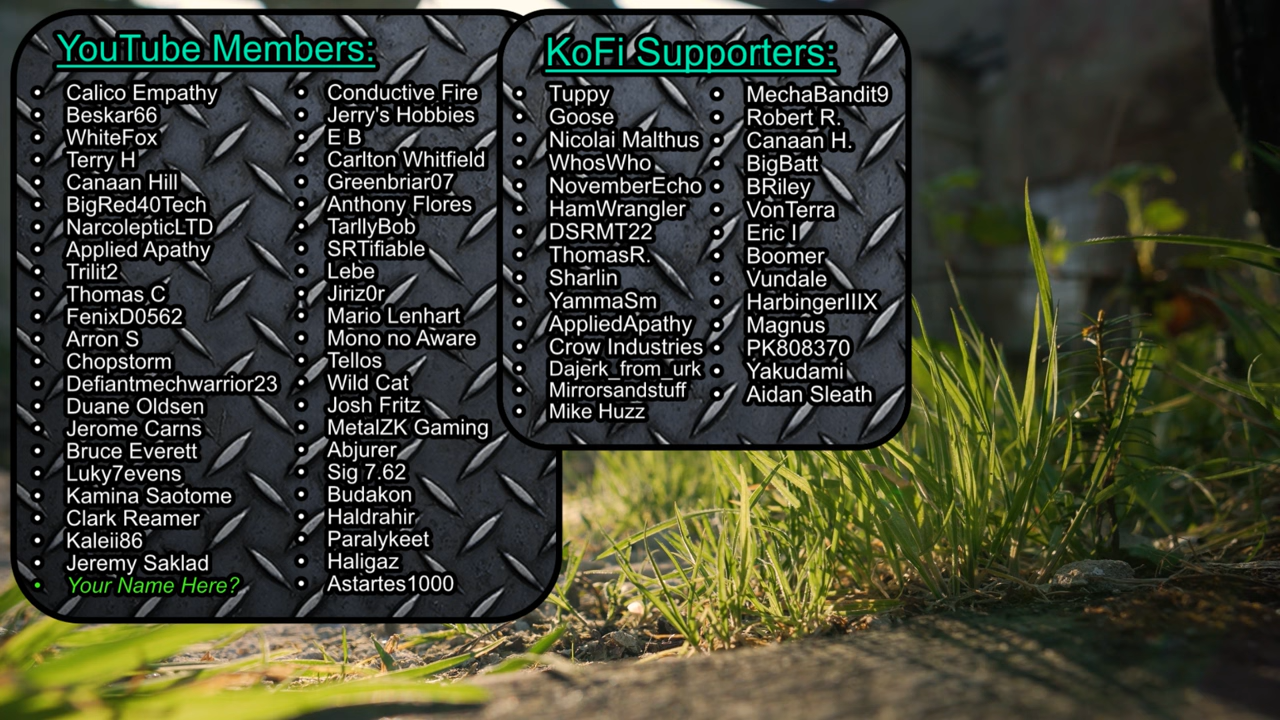 YouTube Members:
Calico Empathy
Beskar66
WhiteFox
Terry H
Canaan Hill
BigRed40Tech
NarcolepticLTD
Applied Apathy
Trilit2
Thomas C
FenixD0562
Arron S
Chopstorm
Defiantmechwarrior23
Duane Oldsen
Jerome Carns
Bruce Everett
Luky7evens
Kamina Saotome
Clark Reamer
Kaleii86
Jeremy Saklad
Your Name Here?
Conductive Fire
Jerry's Hobbies
E B
Carlton Whitfield
Greenbriar07
Anthony Flores
TarllyBob
SRTifiable
Lebe
Jiriz0r
Mario Lenhart
Mono no Aware
Tellos
Wild Cat
Josh Fritz
MetalZK Gaming
Abjurer
Sig 7.62
Budakon
Haldrahir
Paralykeet
Haligaz
Astartes1000
KoFi Supporters:
Tuppy
Goose
Nicolai Malthus
WhosWho
NovemberEcho
HamWrangler
DSRMT22
ThomasR.
Sharlin
YammaSm
AppliedApathy
Crow Industries
Dajerk_from_urk
Mirrorsandstuff
Mike Huzz
MechaBandit9
Robert R.
Canaan H.
BigBatt
BRiley
VonTerra
Eric I
Boomer
Vundale
HarbingerIIIX
Magnus
PK808370
Yakudami
Aidan Sleath